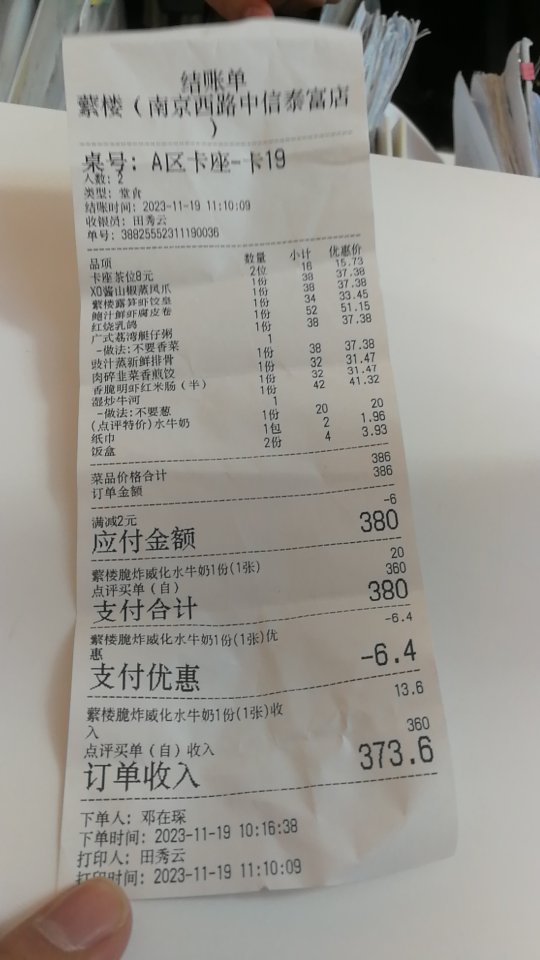 结账单
蘩楼（南京西路中信泰富店
）
桌号: A区卡座-卡19
人数: 2
类型: 堂食
结账时间: 2023-11-19 11:10:09
收银员: 田秀云
单号: 38825552311190036
品项 数量 小计 优惠价
卡座茶位8元 2位 16 15.73
XO酱山椒蒸凤爪 1份 38 37.38
蘩楼露笋虾饺皇 1份 38 37.38
鲍汁鲜虾腐皮卷 1份 34 33.45
红烧乳鸽 1份 52 51.15
广式荔湾艇仔粥 1份 38 37.38
-做法:不要香菜 1
豉汁蒸新鲜排骨 1份 38 37.38
肉碎韭菜香煎饺 1份 32 31.47
香脆明虾红米肠（半） 1份 32 31.47
湿炒牛河 1份 42 41.32
-做法:不要葱 1
(点评特价)水牛奶 1份 20 20
纸巾 1包 2 1.96
饭盒 2份 4 3.93
菜品价格合计 386
订单金额 386
满减2元 -6
应付金额 380
蘩楼脆炸威化水牛奶1份(1张) 20
点评买单（自） 360
支付合计 380
蘩楼脆炸威化水牛奶1份(1张)优 -6.4
惠
支付优惠 -6.4
蘩楼脆炸威化水牛奶1份(1张)收 13.6
入
点评买单（自）收入 360
订单收入 373.6
下单人: 邓在琛
下单时间: 2023-11-19 10:16:38
打印人: 田秀云
打印时间: 2023-11-19 11:10:09